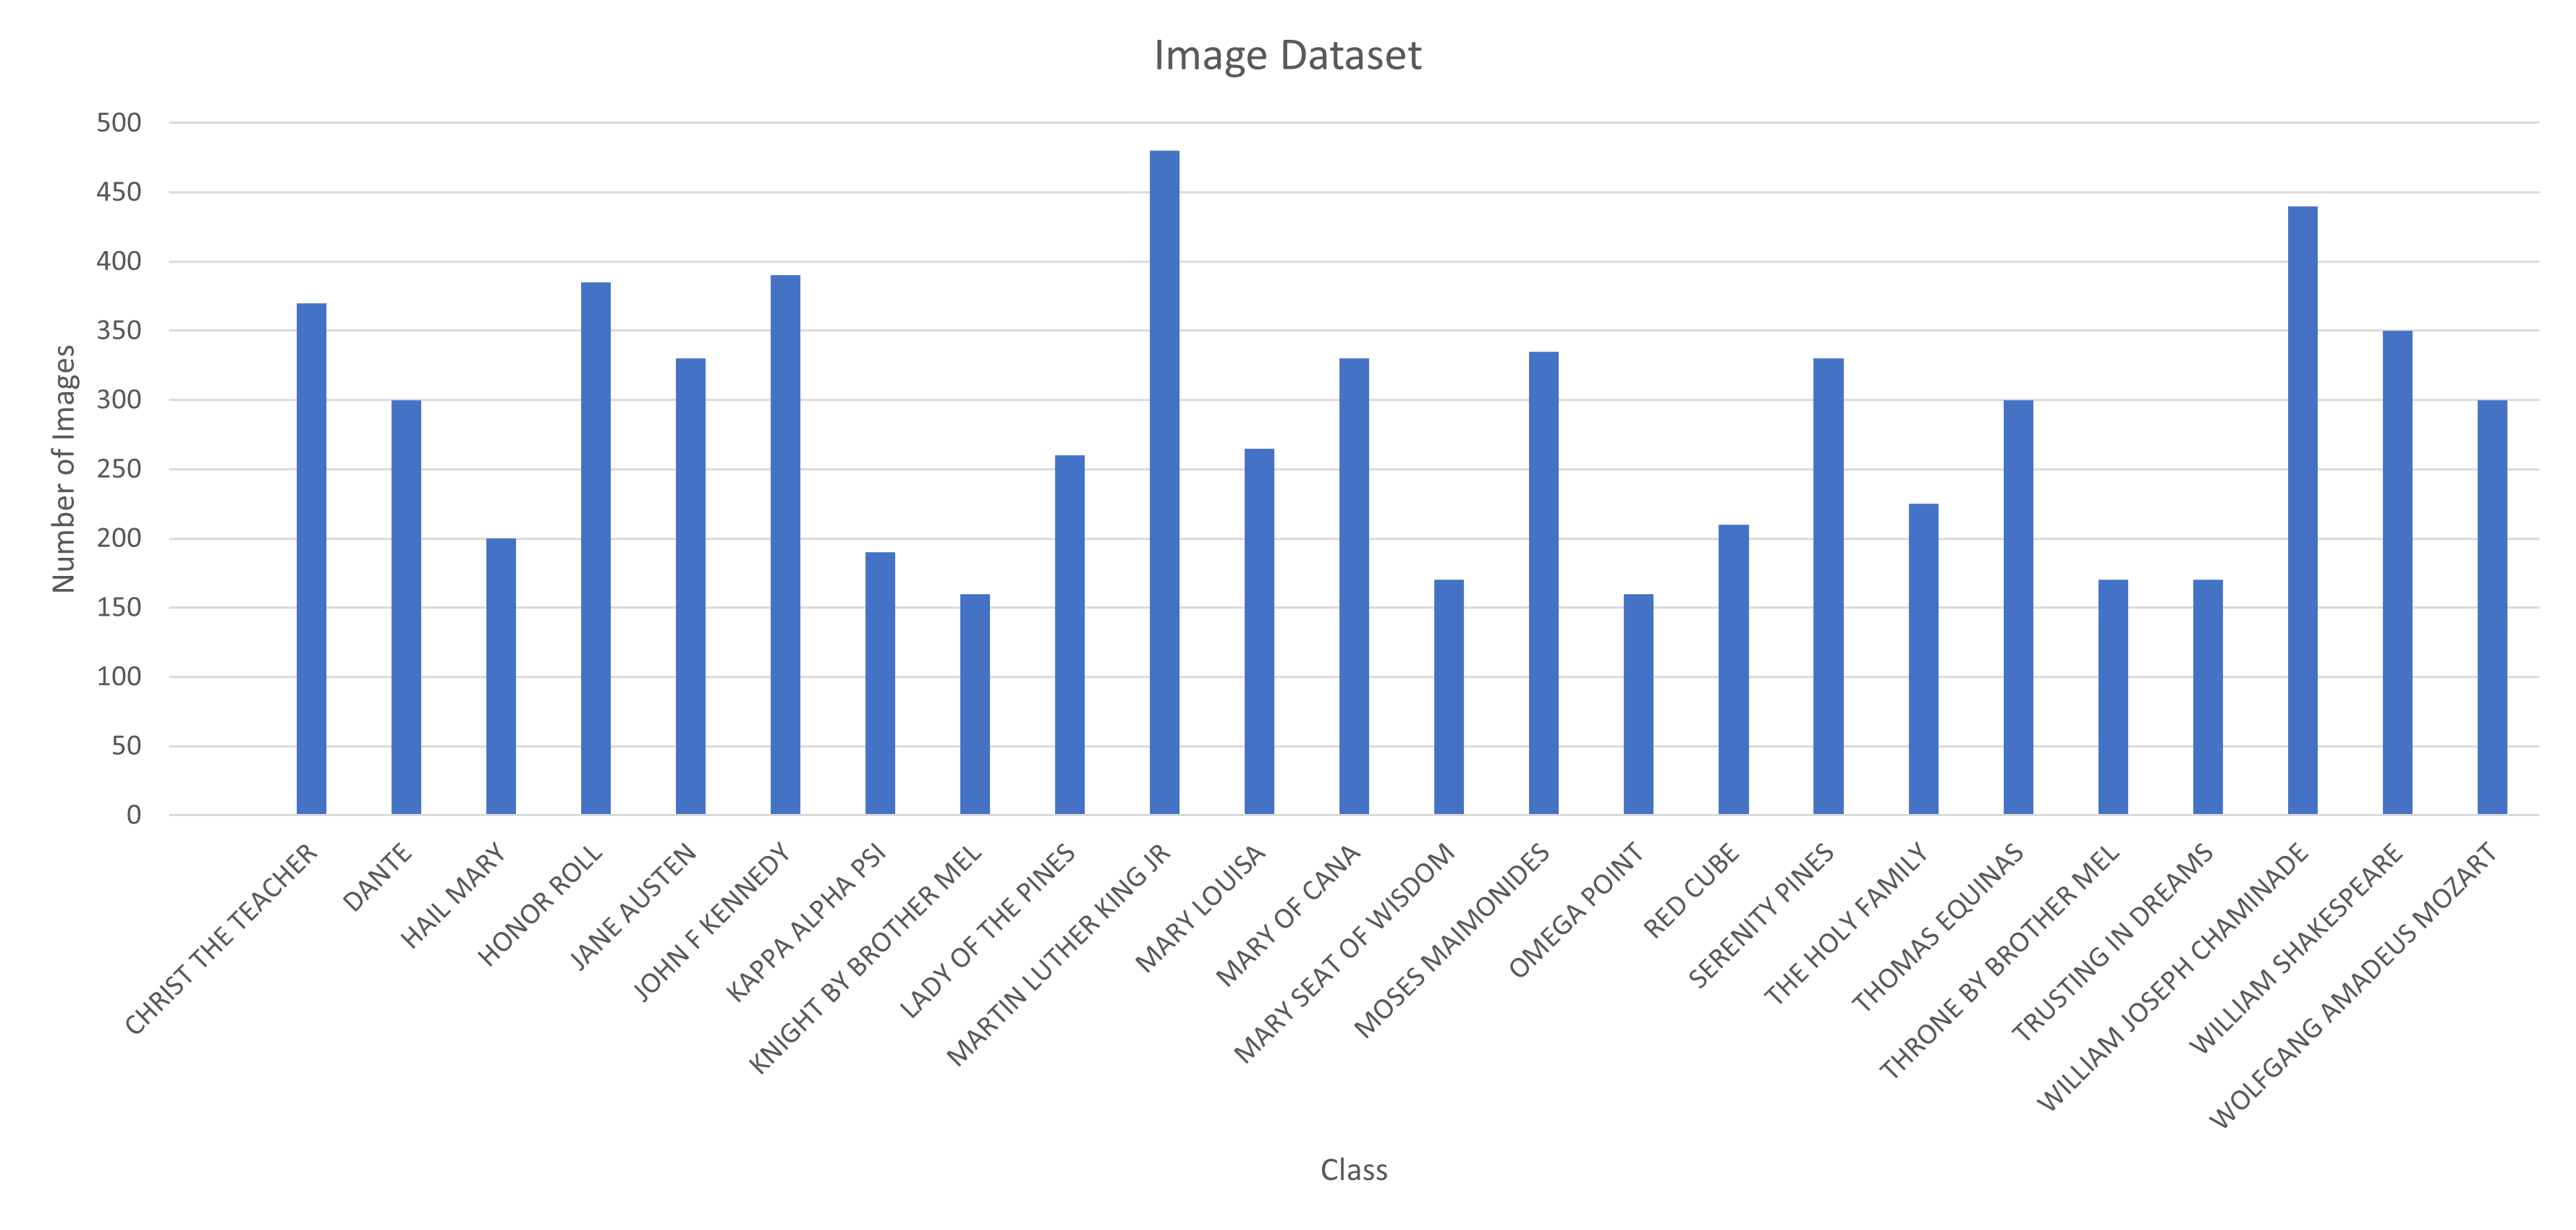 Image Dataset
500
450
400
350
300
250
200
150
100
50
0
Number of Images
CHRIST THE TEACHER
DANTE
HAIL MARY
HONOR ROLL
JANE AUSTEN
JOHN F KENNEDY
KAPPA ALPHA PSI
KNIGHT BY BROTHER MEL
LADY OF THE PINES
MARTIN LUTHER KING JR
MARY LOUISA
MARY OF CANA
MARY SEAT OF WISDOM
MOSES MAIMONIDES
OMEGA POINT
RED CUBE
SERENITY PINES
THE HOLY FAMILY
THOMAS EQUINAS
THRONE BY BROTHER MEL
TRUSTING IN DREAMS
WILLIAM JOSEPH CHAMINADE
WILLIAM SHAKESPEARE
WOLFGANG AMADEUS MOZART
Class